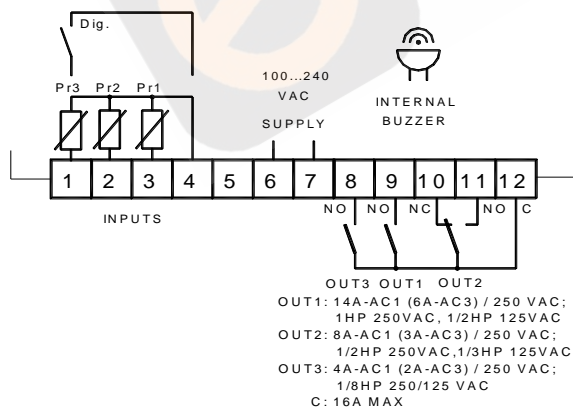 Dig.
Pr3 Pr2 Pr1
100...240
VAC
SUPPLY
INTERNAL
BUZZER
1 2 3 4 5 6 7 8 9 10 11 12
INPUTS
NO NO NC NO C
OUT3 OUT1 OUT2
OUT1: 14A-AC1 (6A-AC3) / 250 VAC;
1HP 250VAC, 1/2HP 125VAC
OUT2: 8A-AC1 (3A-AC3) / 250 VAC;
1/2HP 250VAC,1/3HP 125VAC
OUT3: 4A-AC1 (2A-AC3) / 250 VAC;
1/8HP 250/125 VAC
C: 16A MAX